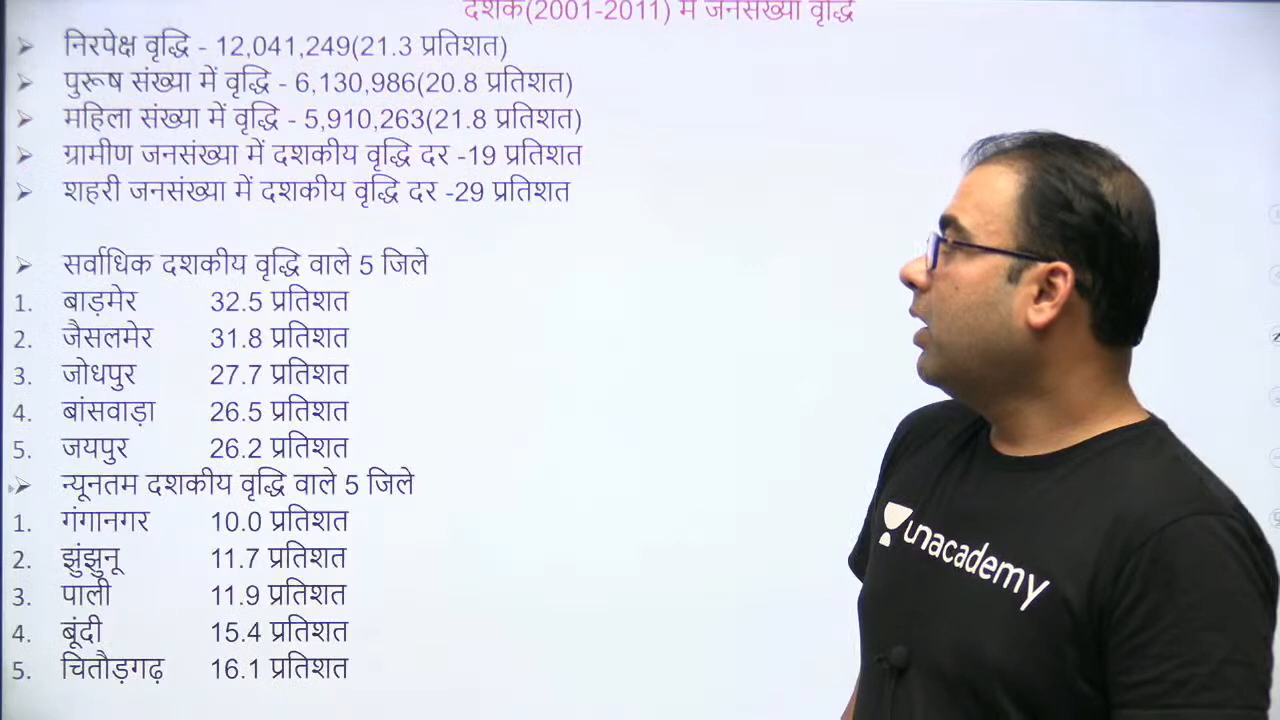 दशक(2001-2011) में जनसंख्या वृद्धि
➢ निरपेक्ष वृद्धि - 12,041,249(21.3 प्रतिशत)
➢ पुरूष संख्या में वृद्धि - 6,130,986(20.8 प्रतिशत)
➢ महिला संख्या में वृद्धि - 5,910,263(21.8 प्रतिशत)
➢ ग्रामीण जनसंख्या में दशकीय वृद्धि दर -19 प्रतिशत
➢ शहरी जनसंख्या में दशकीय वृद्धि दर -29 प्रतिशत
➢ सर्वाधिक दशकीय वृद्धि वाले 5 जिले
1. बाड़मेर 32.5 प्रतिशत
2. जैसलमेर 31.8 प्रतिशत
3. जोधपुर 27.7 प्रतिशत
4. बांसवाड़ा 26.5 प्रतिशत
5. जयपुर 26.2 प्रतिशत
➢ न्यूनतम दशकीय वृद्धि वाले 5 जिले
1. गंगानगर 10.0 प्रतिशत
2. झुंझुनू 11.7 प्रतिशत
3. पाली 11.9 प्रतिशत
4. बूंदी 15.4 प्रतिशत
5. चितौड़गढ़ 16.1 प्रतिशत
unacademy